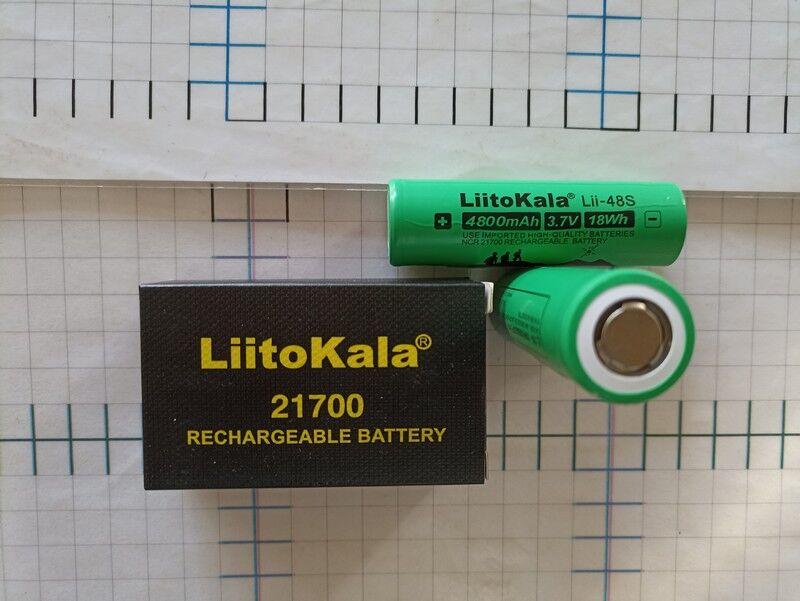 LiitoKala® Lii-48S
+ 4800mAh 3.7V 18Wh -
USE IMPORTED HIGH-QUALITY BATTERIES
NCR 21700 RECHARGEABLE BATTERY
LiitoKala®
21700
RECHARGEABLE BATTERY